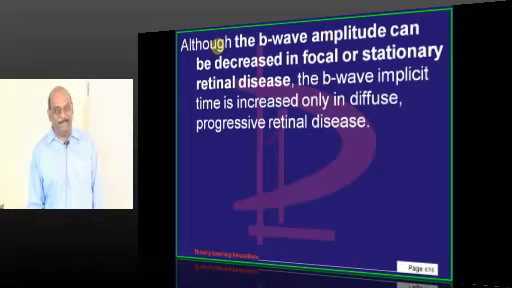 Although the b-wave amplitude can
be decreased in focal or stationary
retinal disease, the b-wave implicit
time is increased only in diffuse,
progressive retinal disease.
Page 658